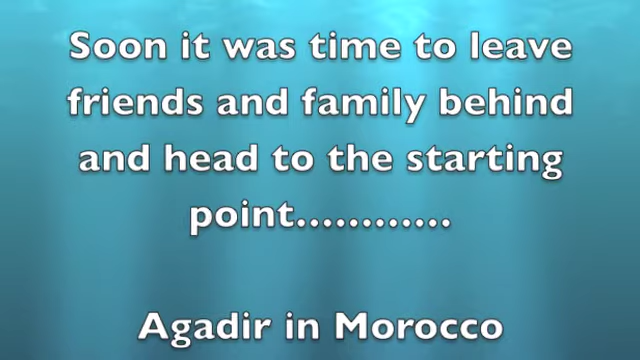 Soon it was time to leave
friends and family behind
and head to the starting
point............
Agadir in Morocco